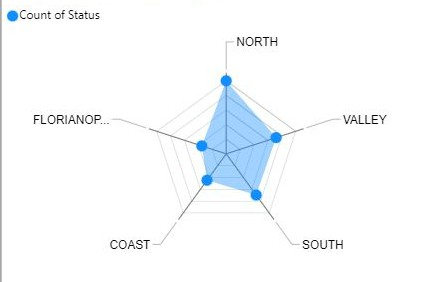 Count of Status
NORTH
FLORIANOP...
VALLEY
COAST
SOUTH